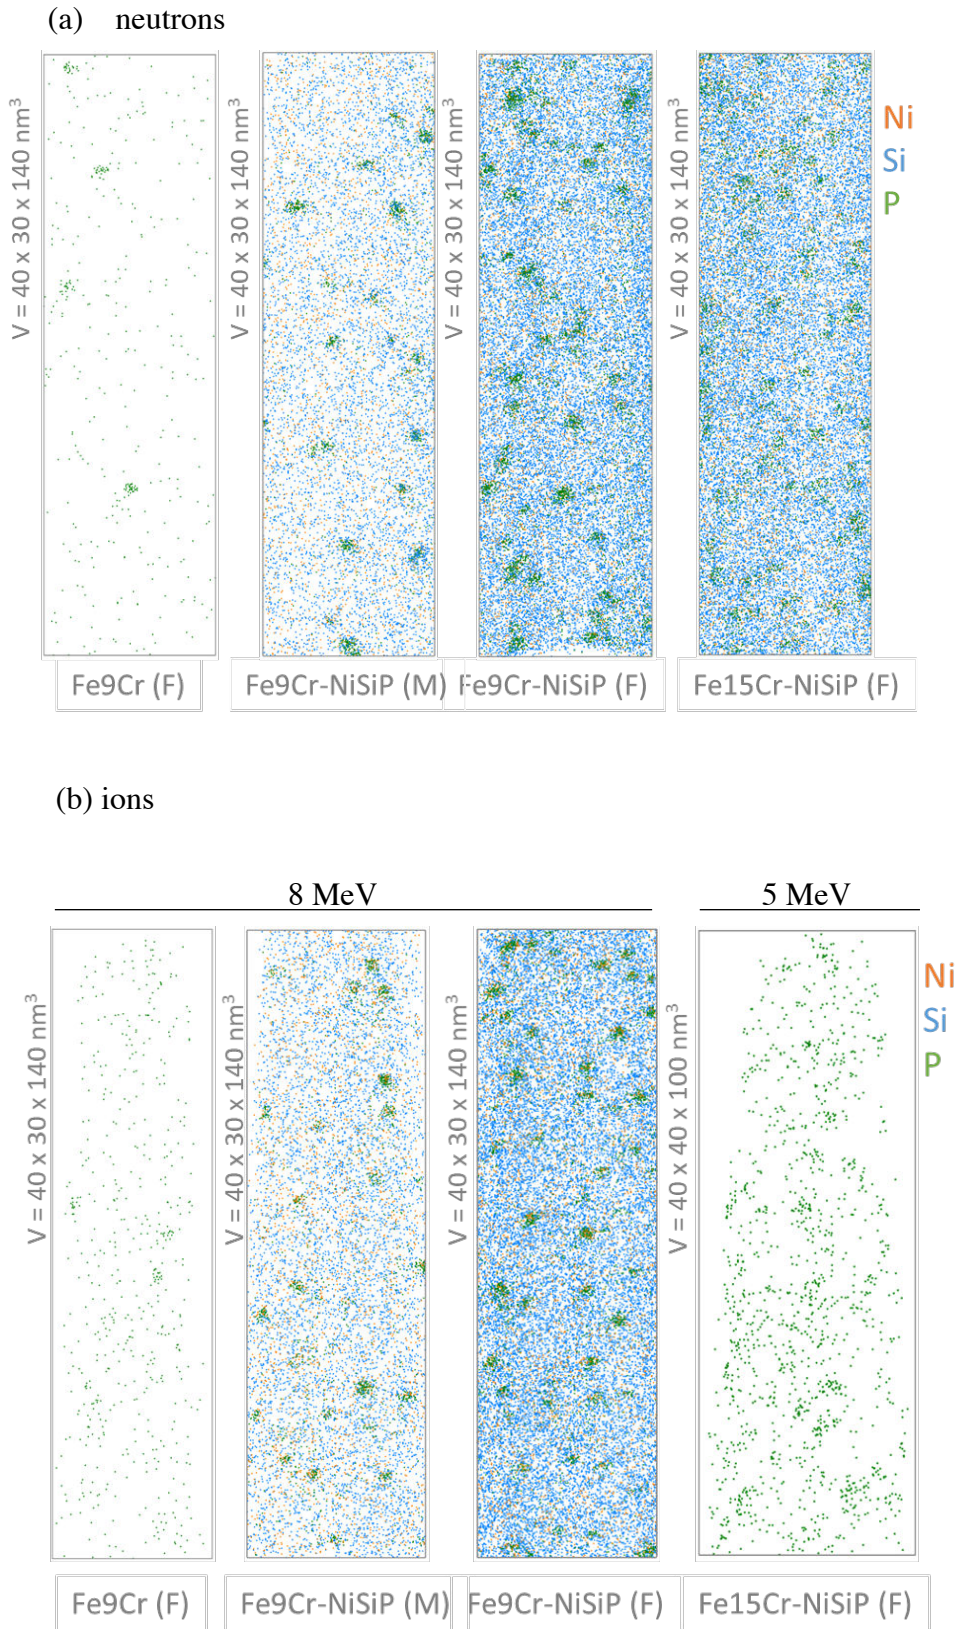 (a) neutrons
V = 40 x 30 x 140 nm³
V = 40 x 30 x 140 nm³
V = 40 x 30 x 140 nm³
V = 40 x 30 x 140 nm³
Ni
Si
P
Fe9Cr (F)
Fe9Cr-NiSiP (M)
Fe9Cr-NiSiP (F)
Fe15Cr-NiSiP (F)
(b) ions
8 MeV
5 MeV
V = 40 x 30 x 140 nm³
V = 40 x 30 x 140 nm³
V = 40 x 30 x 140 nm³
V = 40 x 40 x 100 nm³
Ni
Si
P
Fe9Cr (F)
Fe9Cr-NiSiP (M)
Fe9Cr-NiSiP (F)
Fe15Cr-NiSiP (F)